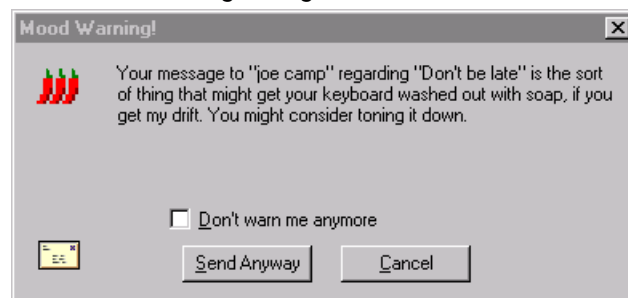 Mood Warning!
Your message to "joe camp" regarding "Don't be late" is the sort
of thing that might get your keyboard washed out with soap, if you
get my drift. You might consider toning it down.
Don't warn me anymore
Send Anyway
Cancel